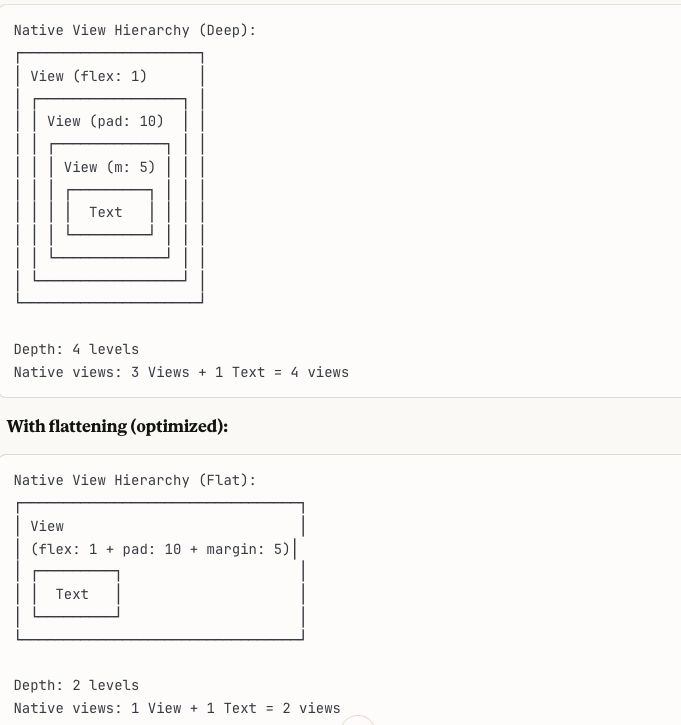 Native View Hierarchy (Deep):
View (flex: 1)
View (pad: 10)
View (m: 5)
Text
Depth: 4 levels
Native views: 3 Views + 1 Text = 4 views
With flattening (optimized):
Native View Hierarchy (Flat):
View
(flex: 1 + pad: 10 + margin: 5)
Text
Depth: 2 levels
Native views: 1 View + 1 Text = 2 views